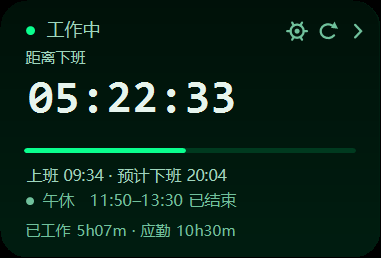 工作中
距离下班
05:22:33
上班 09:34 · 预计下班 20:04
午休 11:50–13:30 已结束
已工作 5h07m · 应勤 10h30m